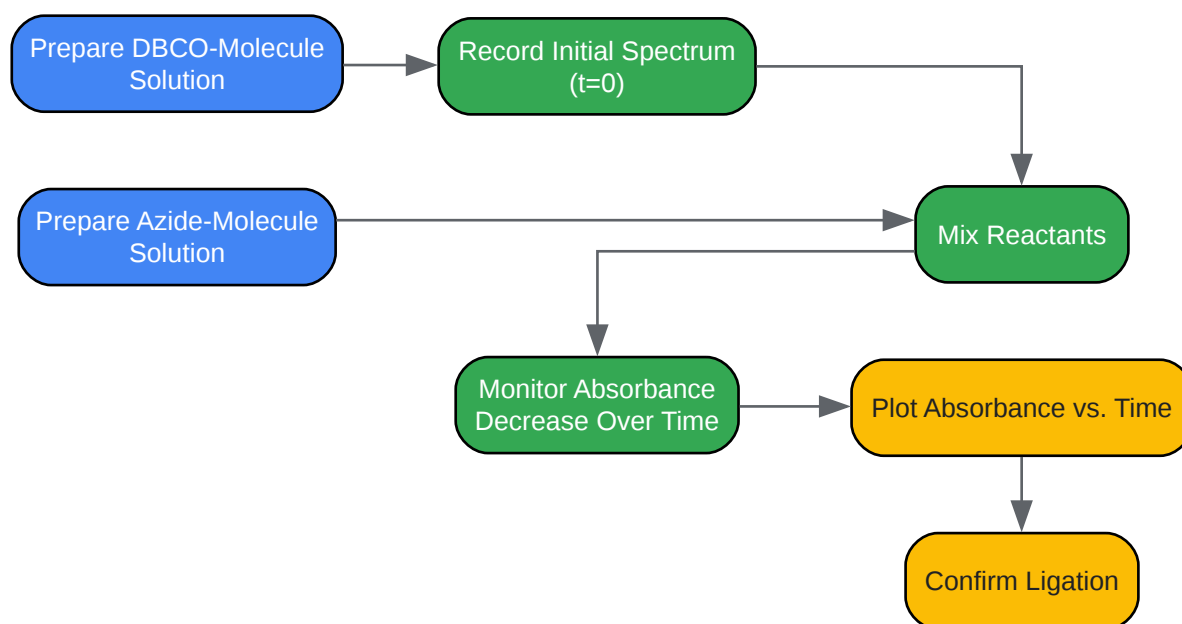 Prepare DBCO-Molecule
Solution
Record Initial Spectrum
(t=0)
Prepare Azide-Molecule
Solution
Mix Reactants
Monitor Absorbance
Decrease Over Time
Plot Absorbance vs. Time
Confirm Ligation